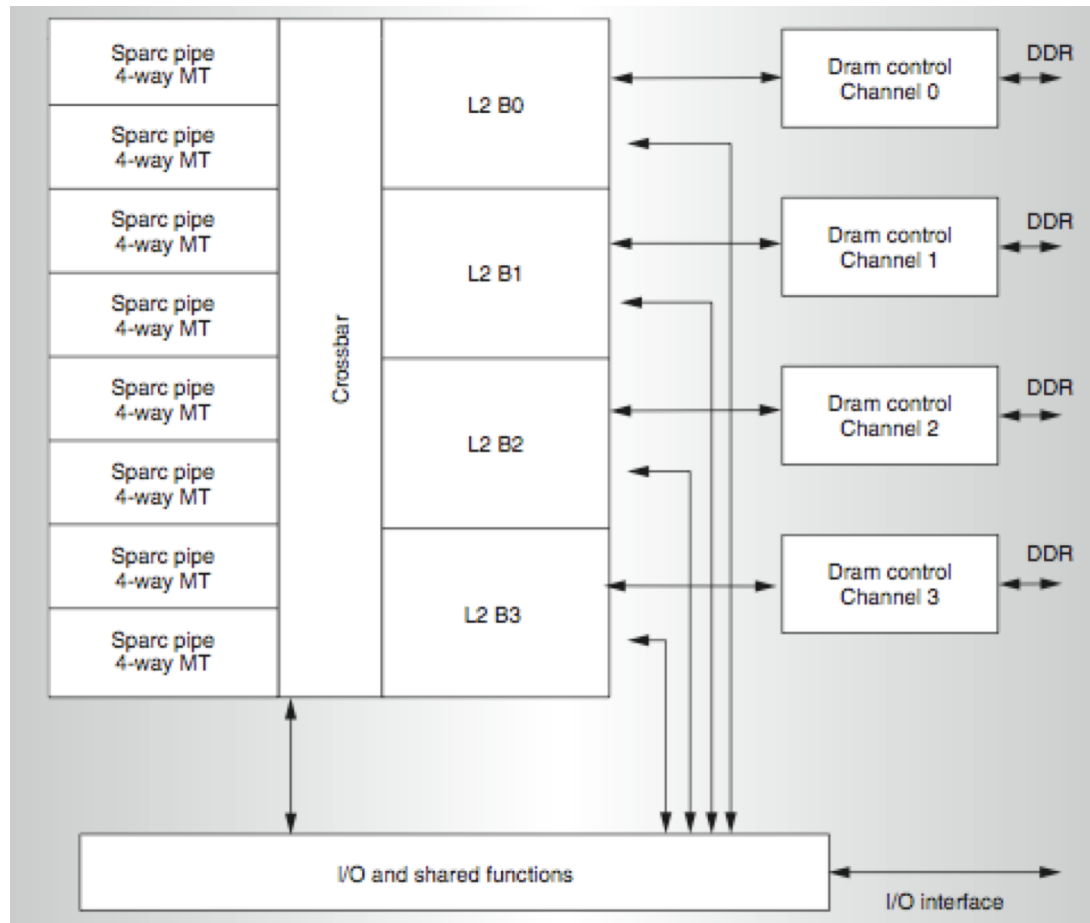 Sparc pipe
4-way MT
Sparc pipe
4-way MT
Sparc pipe
4-way MT
Sparc pipe
4-way MT
Sparc pipe
4-way MT
Sparc pipe
4-way MT
Sparc pipe
4-way MT
Sparc pipe
4-way MT
Crossbar
L2 B0
L2 B1
L2 B2
L2 B3
Dram control
Channel 0
DDR
Dram control
Channel 1
DDR
Dram control
Channel 2
DDR
Dram control
Channel 3
DDR
I/O and shared functions
I/O interface